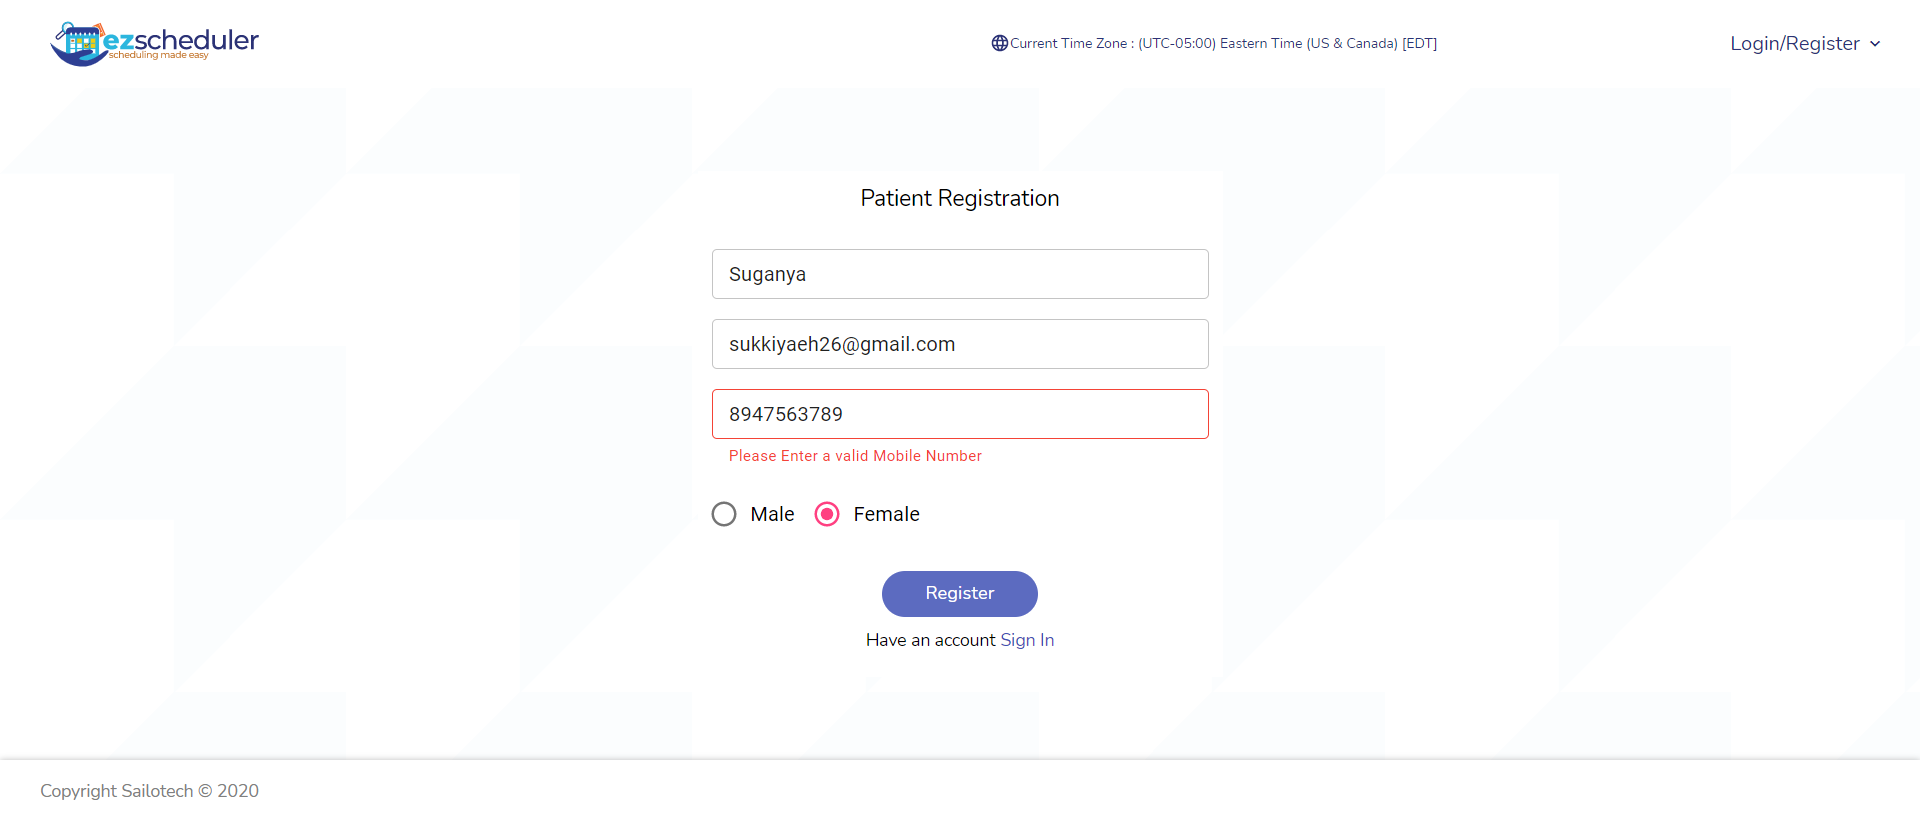 ezscheduler
scheduling made easy
Current Time Zone : (UTC-05:00) Eastern Time (US & Canada) [EDT]
Login/Register
Patient Registration
Suganya
sukkiyaeh26@gmail.com
8947563789
Please Enter a valid Mobile Number
Male Female
Register
Have an account Sign In
Copyright Sailotech © 2020